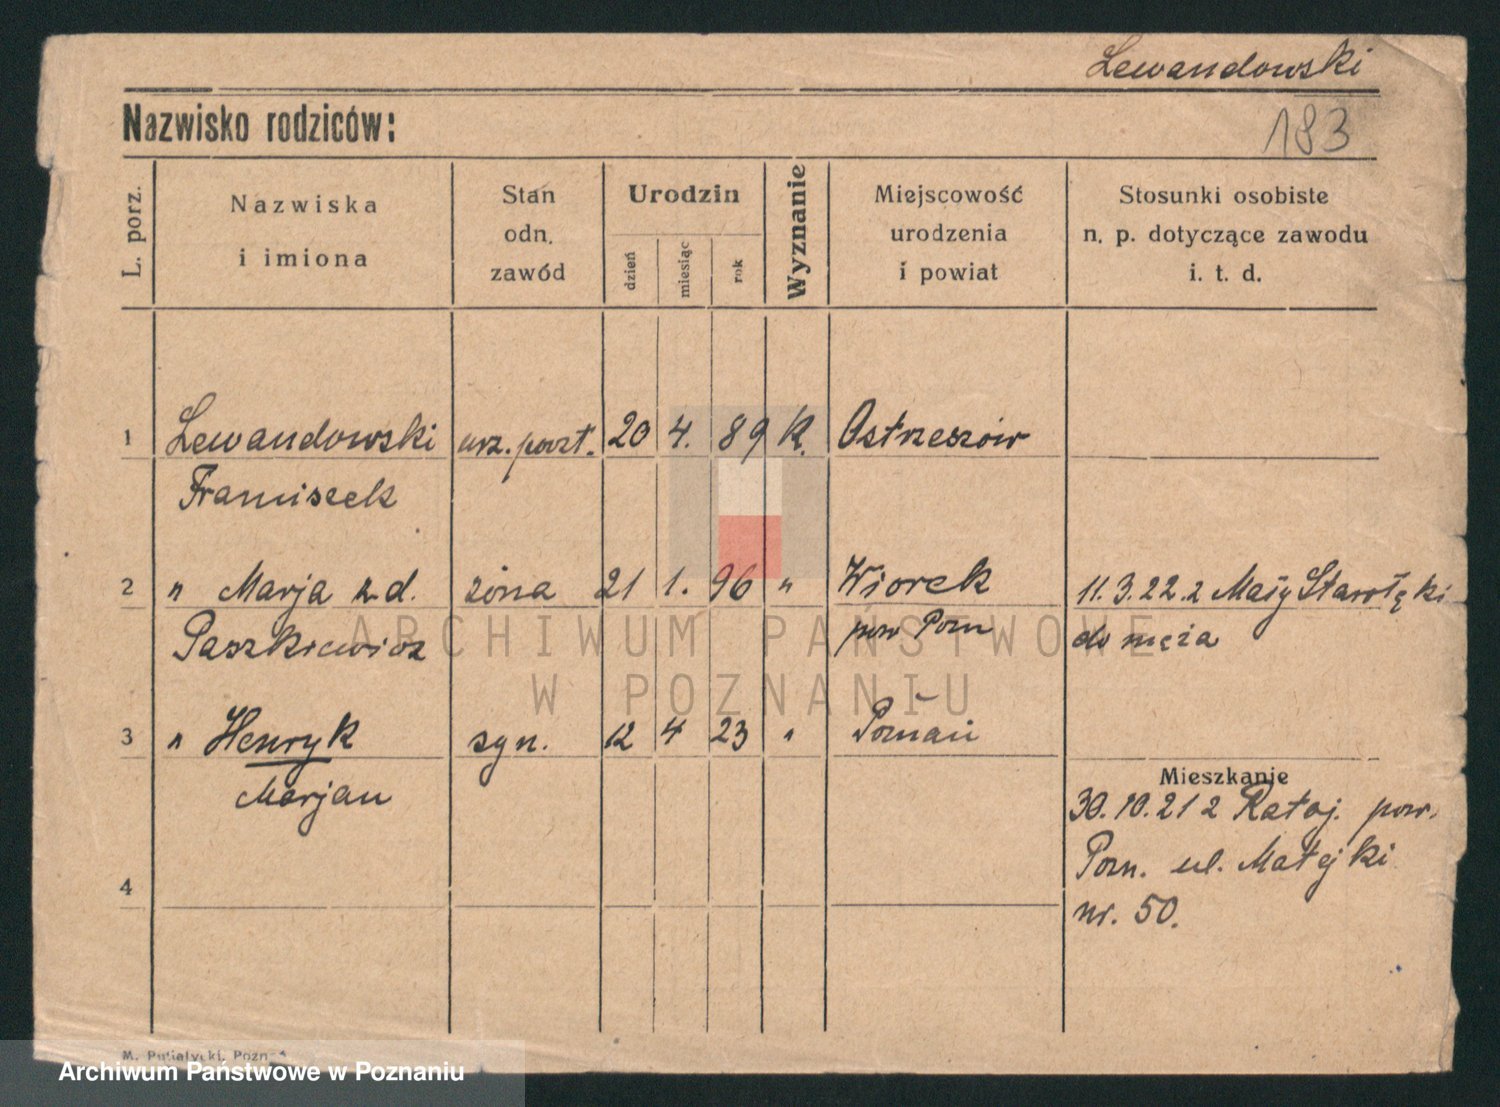 Lewandowski
Nazwisko rodziców:
183
L. porz.
Nazwiska
i imiona
Stan
odn.
zawód
Urodzin
dzień
miesiąc
rok
Wyznanie
Miejscowość
urodzenia
i powiat
Stosunki osobiste
n. p. dotyczące zawodu
i. t. d.
1 Lewandowski urz. poczt. 20 4. 89 K. Ostrzeszów
Franciszek
2 " Marja z d. żona 21 1. 96 " Wiorek 11.3.22 z Mały Starołęki
Paszkiewicz pow Pozn do męża
3 " Henryk syn. 12 4 23 " Poznań
Marjan
Mieszkanie
30.10.21 z Rataj. pow.
Pozn. ul. Matejki
4
nr. 50.
ARCHIWUM PAŃSTWOWE
W POZNANIU
M. Putiatycki, Pozn
Archiwum Państwowe w Poznaniu